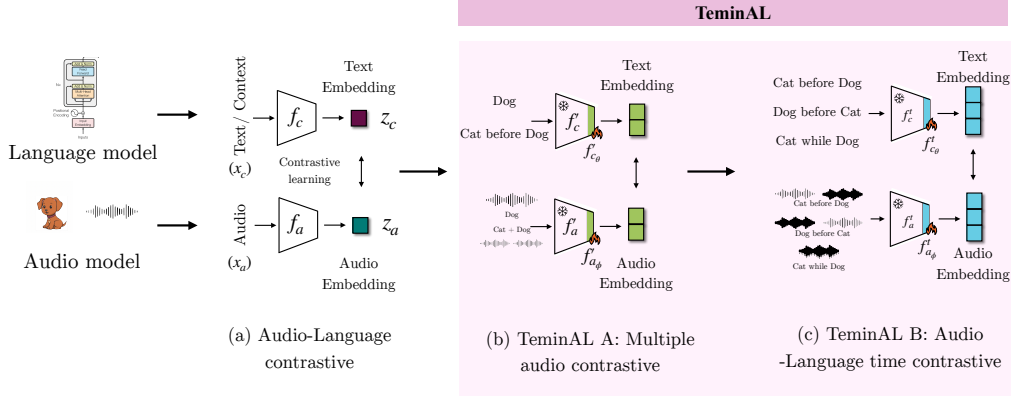 TeminAL
Language model
Audio model
Text/ Context
(x_c)
f_c
Text
Embedding
z_c
Contrastive
learning
Audio
(x_a)
f_a
z_a
Audio
Embedding
(a) Audio-Language
contrastive
Dog
Cat before Dog
f'_c
f'_{c_θ}
Text
Embedding
Dog
Cat + Dog
f'_a
f'_{a_ϕ}
Audio
Embedding
(b) TeminAL A: Multiple
audio contrastive
Cat before Dog
Dog before Cat
Cat while Dog
f^t_c
f^t_{c_θ}
Text
Embedding
Cat before Dog
Dog before Cat
Cat while Dog
f^t_a
f^t_{a_ϕ}
Audio
Embedding
(c) TeminAL B: Audio
-Language time contrastive